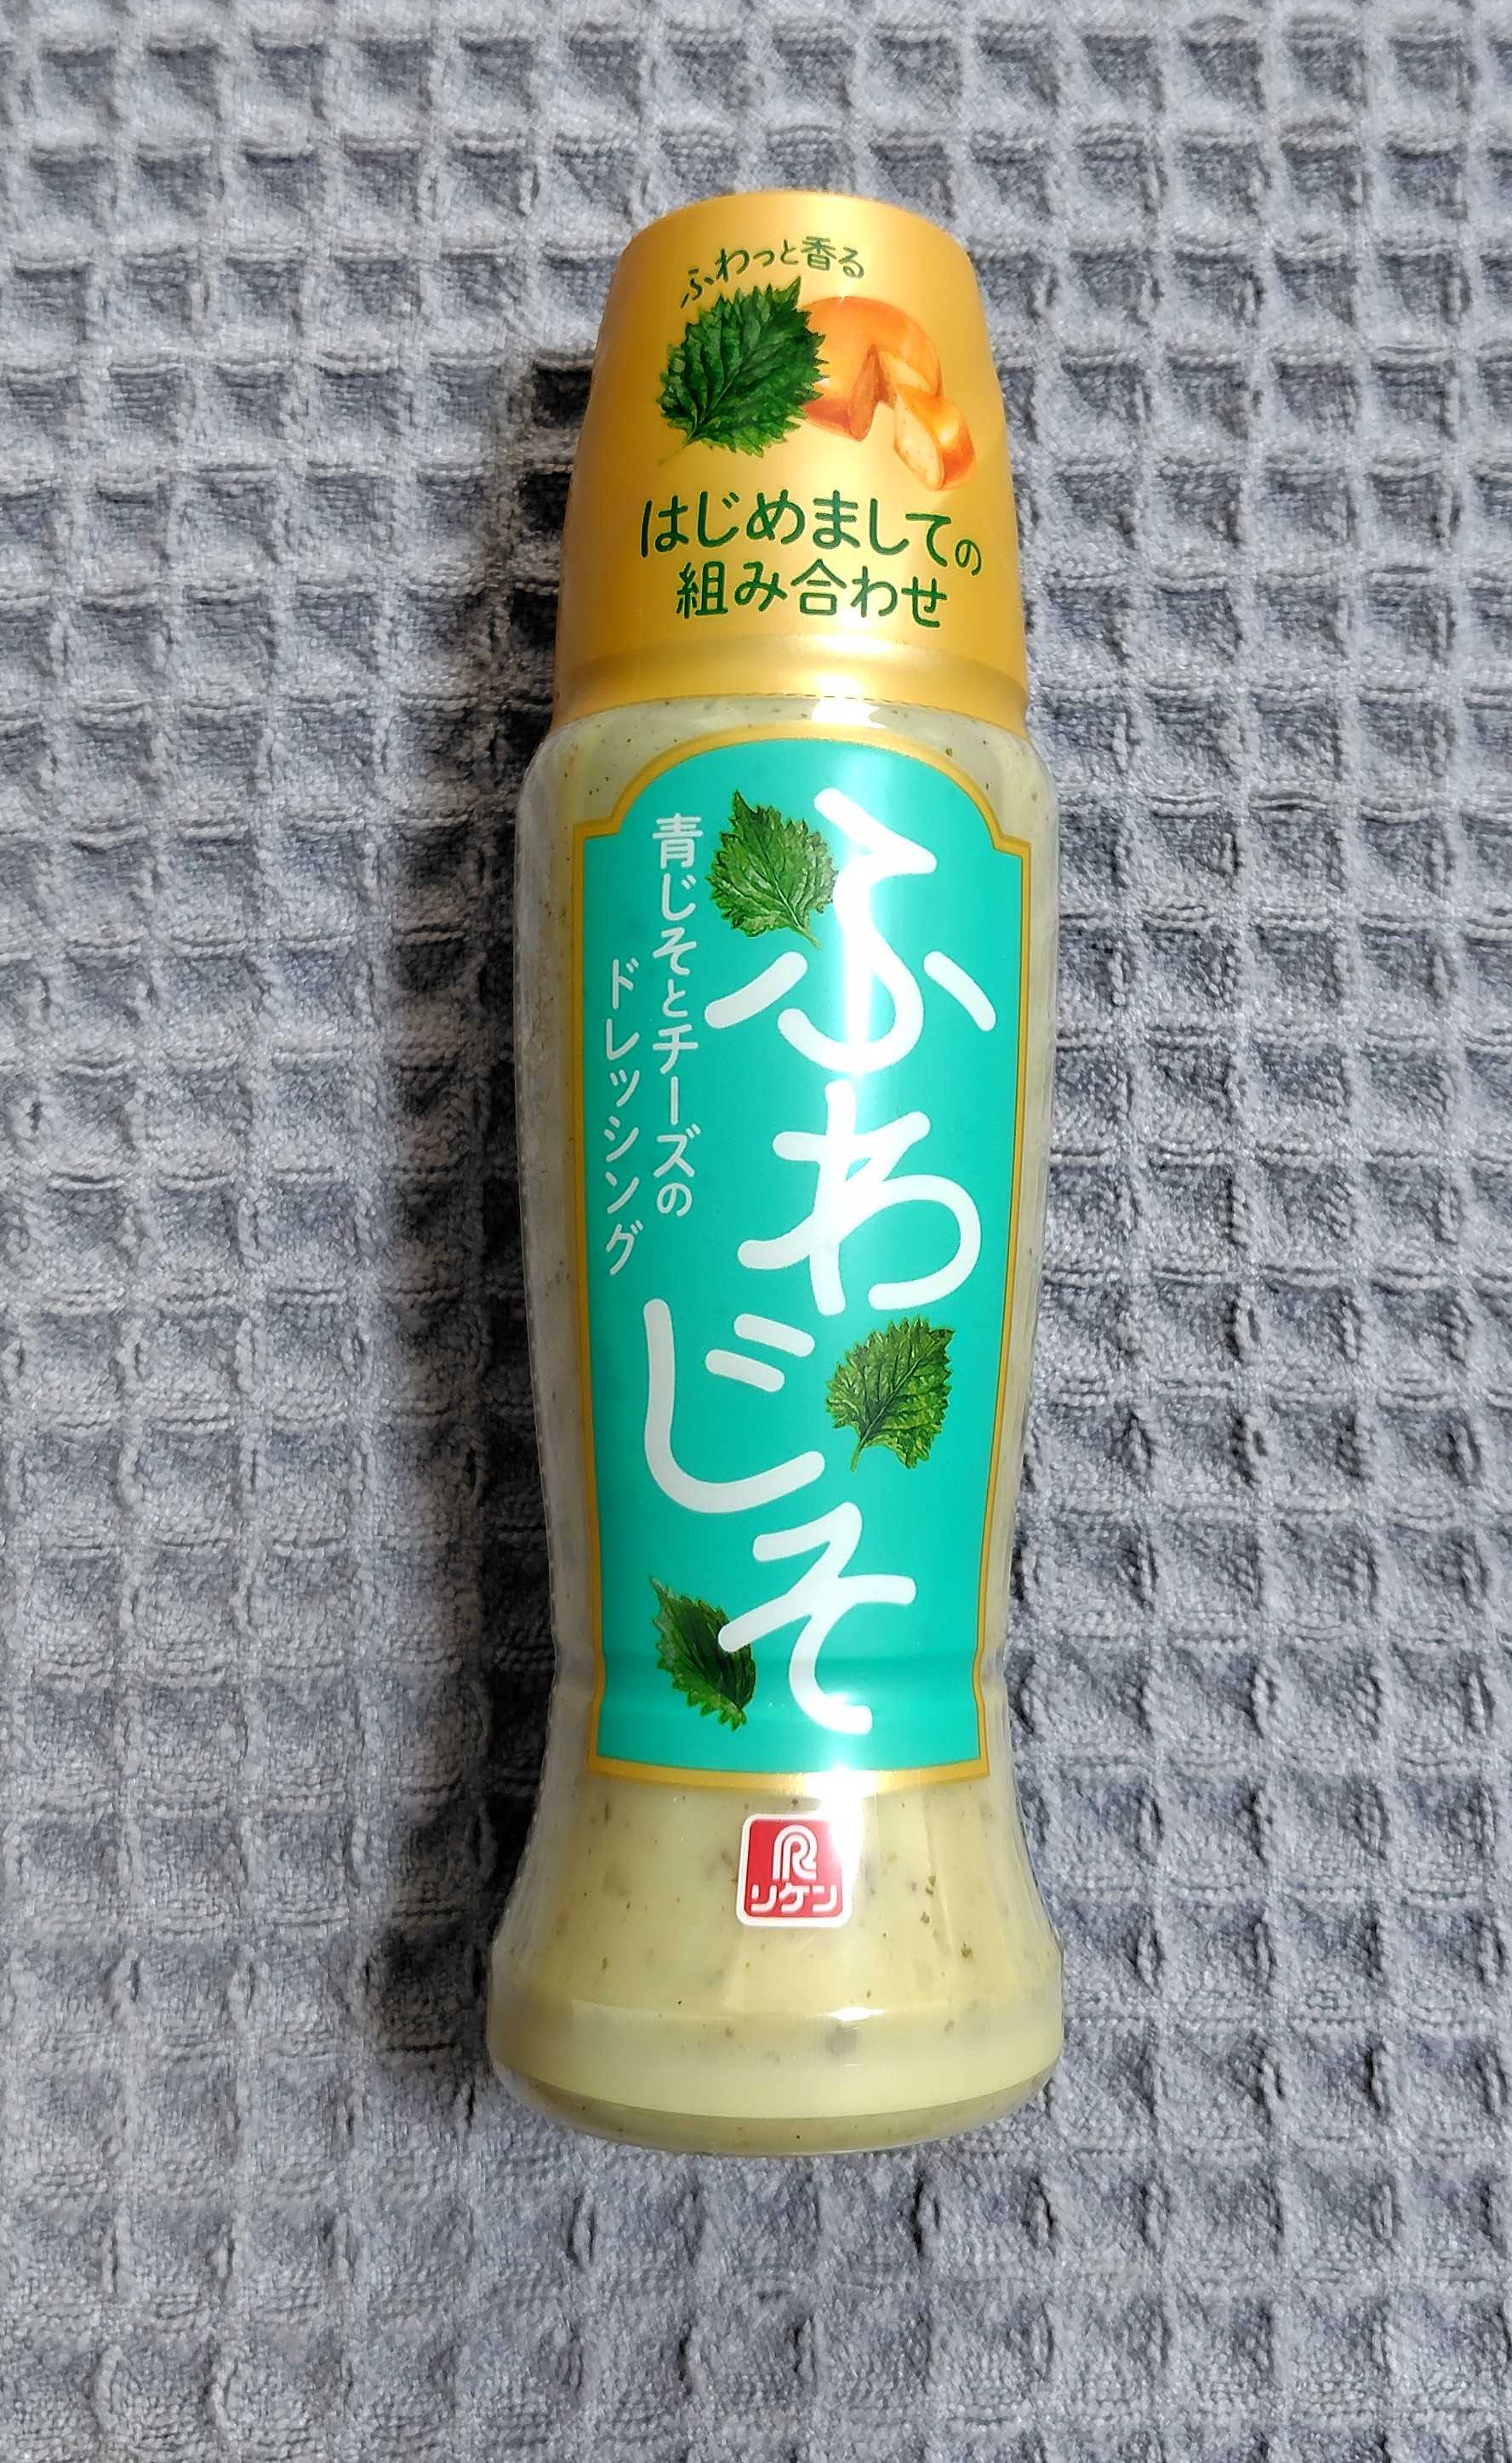 ふわっと香る
はじめましての
組み合わせ
ふわ
じそ
青じそとチーズの
ドレッシング
R
リケン